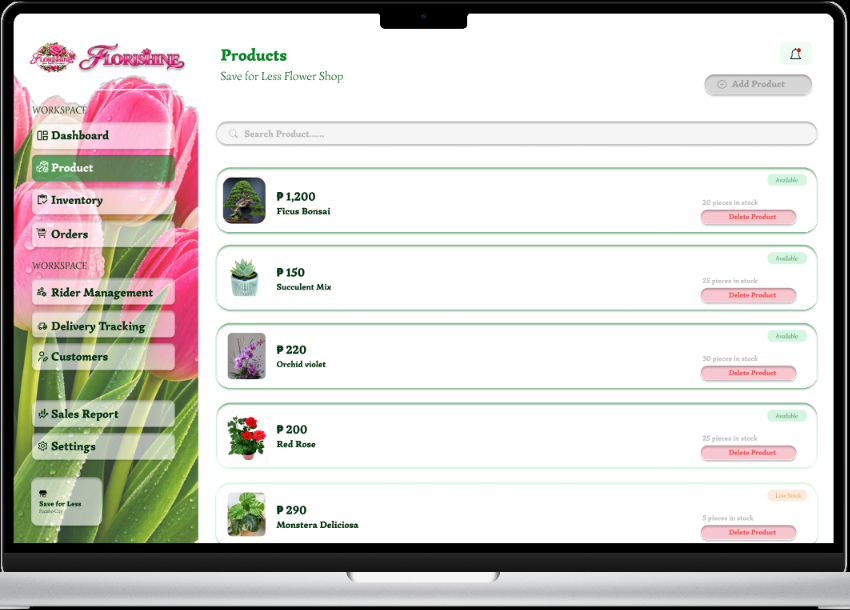 FLORISHINE
FLORISHINE
WORKSPACE
Dashboard
Product
Inventory
Orders
WORKSPACE
Rider Management
Delivery Tracking
Customers
Sales Report
Settings
Save for Less
Products
Save for Less Flower Shop
Add Product
Search Product......
Available
₱ 1,200
Ficus Bonsai
20 pieces in stock
Delete Product
Available
₱ 150
Succulent Mix
25 pieces in stock
Delete Product
Available
₱ 220
Orchid violet
30 pieces in stock
Delete Product
Available
₱ 200
Red Rose
25 pieces in stock
Delete Product
Low Stock
₱ 290
Monstera Deliciosa
5 pieces in stock
Delete Product